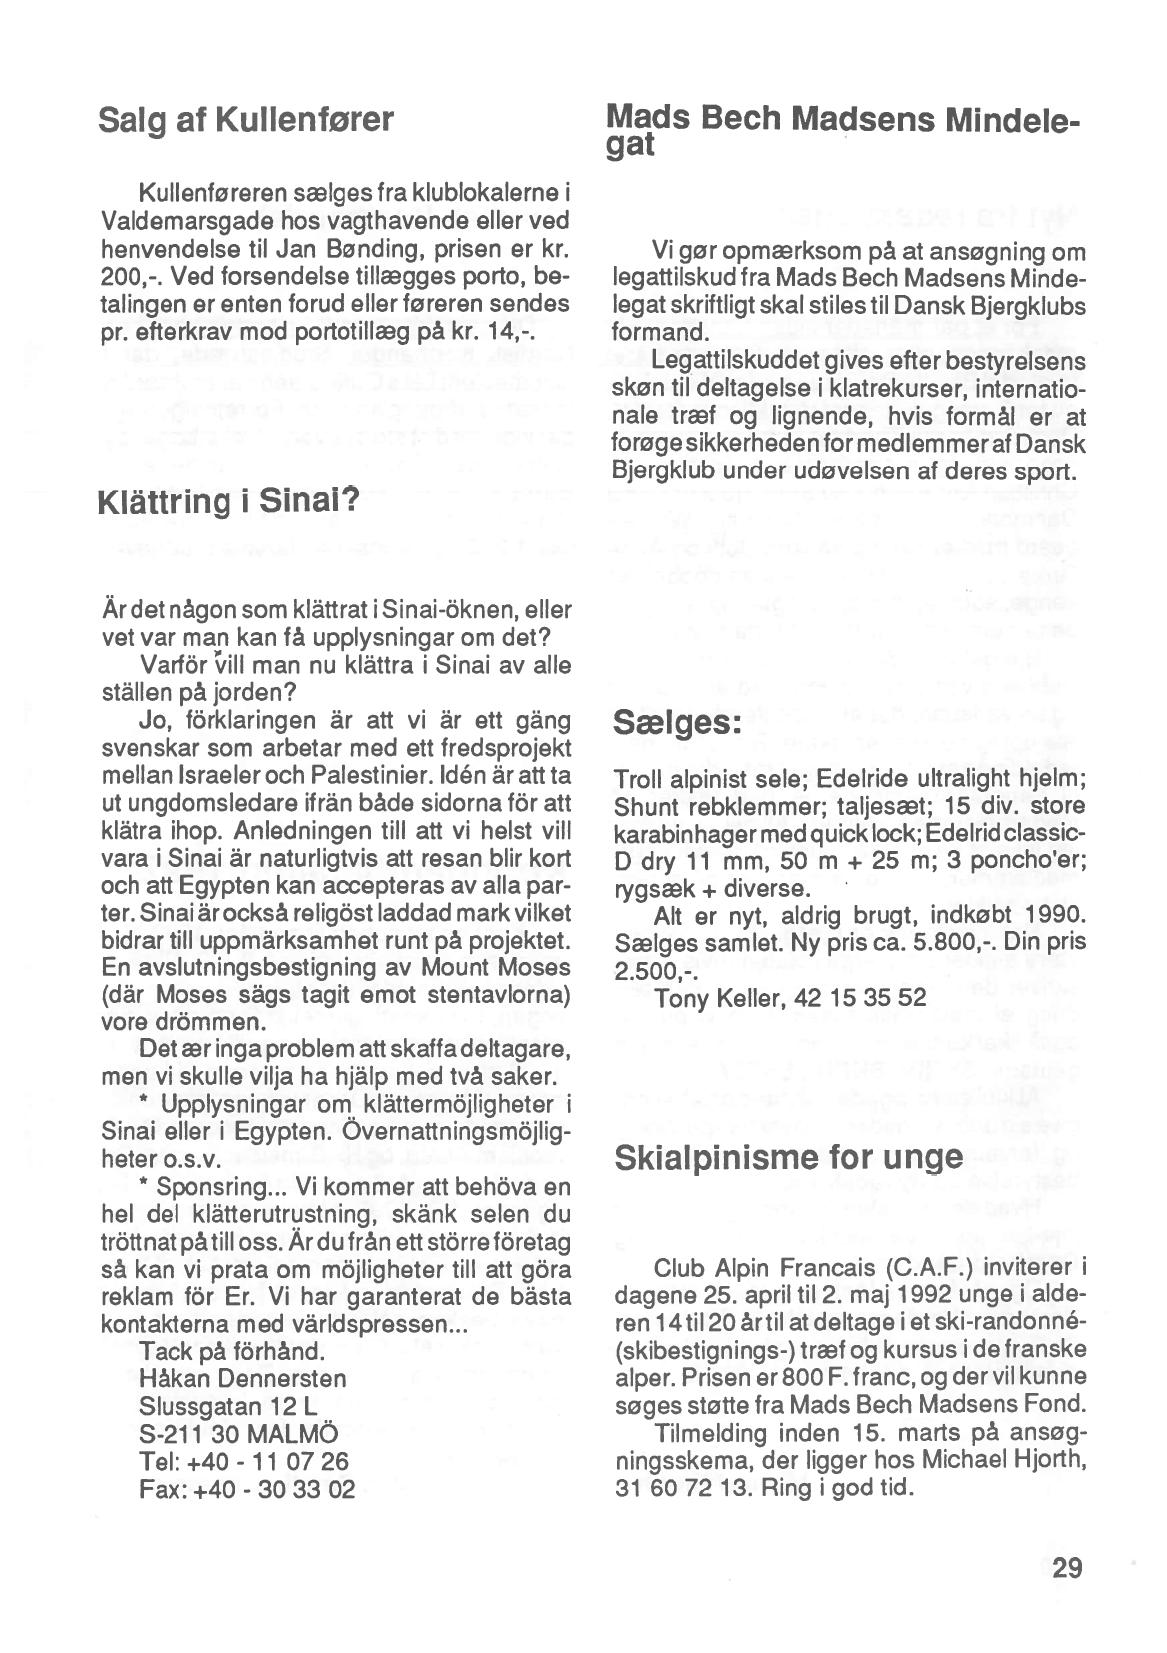 Salg af Kullenfører
Kullenføreren sælges fra klublokalerne i
Valdemarsgade hos vagthavende eller ved
henvendelse til Jan Bønding, prisen er kr.
200,-. Ved forsendelse tillægges porto, be-
talingen er enten forud eller føreren sendes
pr. efterkrav mod portotillæg på kr. 14,-.
Klättring i Sinai?
Är det någon som klättrat i Sinai-öknen, eller
vet var man kan få upplysningar om det?
Varför vill man nu klättra i Sinai av alle
ställen på jorden?
Jo, förklaringen är att vi är ett gäng
svenskar som arbetar med ett fredsprojekt
mellan Israeler och Palestinier. Idén är att ta
ut ungdomsledare ifrän både sidorna för att
klätra ihop. Anledningen till att vi helst vill
vara i Sinai är naturligtvis att resan blir kort
och att Egypten kan accepteras av alla par-
ter. Sinai är också religöst laddad mark vilket
bidrar till uppmärksamhet runt på projektet.
En avslutningsbestigning av Mount Moses
(där Moses sägs tagit emot stentavlorna)
vore drömmen.
Det ær inga problem att skaffa deltagare,
men vi skulle vilja ha hjälp med två saker.
* Upplysningar om klättermöjligheter i
Sinai eller i Egypten. Övernattningsmöjlig-
heter o.s.v.
* Sponsring... Vi kommer att behöva en
hel del klätterutrustning, skänk selen du
tröttnat på till oss. Är du från ett större företag
så kan vi prata om möjligheter till att göra
reklam för Er. Vi har garanterat de bästa
kontakterna med världspressen...
Tack på förhånd.
Håkan Dennersten
Slussgatan 12 L
S-211 30 MALMÖ
Tel: +40 - 11 07 26
Fax: +40 - 30 33 02
Mads Bech Madsens Mindele-
gat
Vi gør opmærksom på at ansøgning om
legattilskud fra Mads Bech Madsens Minde-
legat skriftligt skal stiles til Dansk Bjergklubs
formand.
Legattilskuddet gives efter bestyrelsens
skøn til deltagelse i klatrekurser, internatio-
nale træf og lignende, hvis formål er at
forøge sikkerheden for medlemmer af Dansk
Bjergklub under udøvelsen af deres sport.
Sælges:
Troll alpinist sele; Edelride ultralight hjelm;
Shunt rebklemmer; taljesæt; 15 div. store
karabinhager med quick lock; Edelrid classic-
D dry 11 mm, 50 m + 25 m; 3 poncho'er;
rygsæk + diverse.
Alt er nyt, aldrig brugt, indkøbt 1990.
Sælges samlet. Ny pris ca. 5.800,-. Din pris
2.500,-.
Tony Keller, 42 15 35 52
Skialpinisme for unge
Club Alpin Francais (C.A.F.) inviterer i
dagene 25. april til 2. maj 1992 unge i alde-
ren 14 til 20 år til at deltage i et ski-randonné-
(skibestignings-) træf og kursus i de franske
alper. Prisen er 800 F. franc, og der vil kunne
søges støtte fra Mads Bech Madsens Fond.
Tilmelding inden 15. marts på ansøg-
ningsskema, der ligger hos Michael Hjorth,
31 60 72 13. Ring i god tid.
29